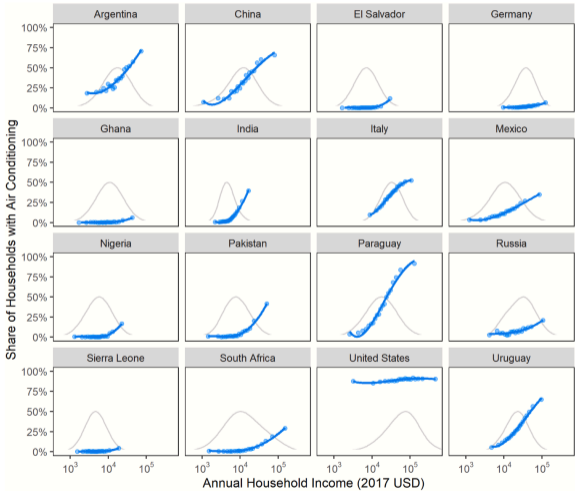 Share of Households with Air Conditioning
Argentina China El Salvador Germany
100%
75%
50%
25%
0%
Ghana India Italy Mexico
100%
75%
50%
25%
0%
Nigeria Pakistan Paraguay Russia
100%
75%
50%
25%
0%
Sierra Leone South Africa United States Uruguay
100%
75%
50%
25%
0%
10³ 10⁴ 10⁵ 10³ 10⁴ 10⁵ 10³ 10⁴ 10⁵ 10³ 10⁴ 10⁵
Annual Household Income (2017 USD)